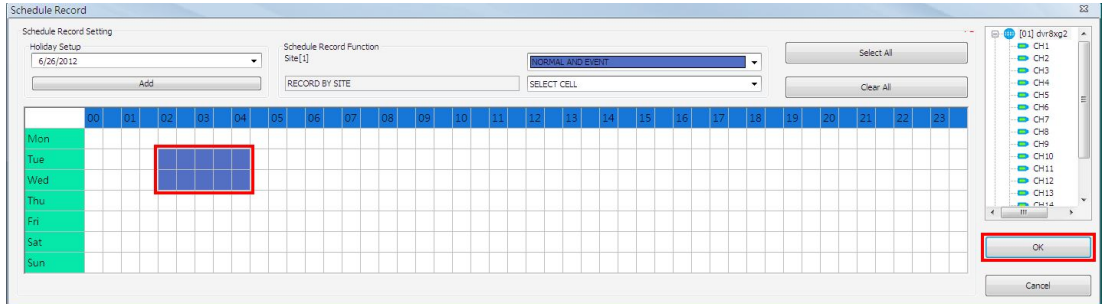 Schedule Record
Schedule Record Setting
Holiday Setup
6/26/2012
Add
Schedule Record Function
Site[1]
NORMAL AND EVENT
RECORD BY SITE
SELECT CELL
Select All
Clear All
00 01 02 03 04 05 06 07 08 09 10 11 12 13 14 15 16 17 18 19 20 21 22 23
Mon
Tue
Wed
Thu
Fri
Sat
Sun
[01] dvr8xg2
CH1
CH2
CH3
CH4
CH5
CH6
CH7
CH8
CH9
CH10
CH11
CH12
CH13
CH14
OK
Cancel